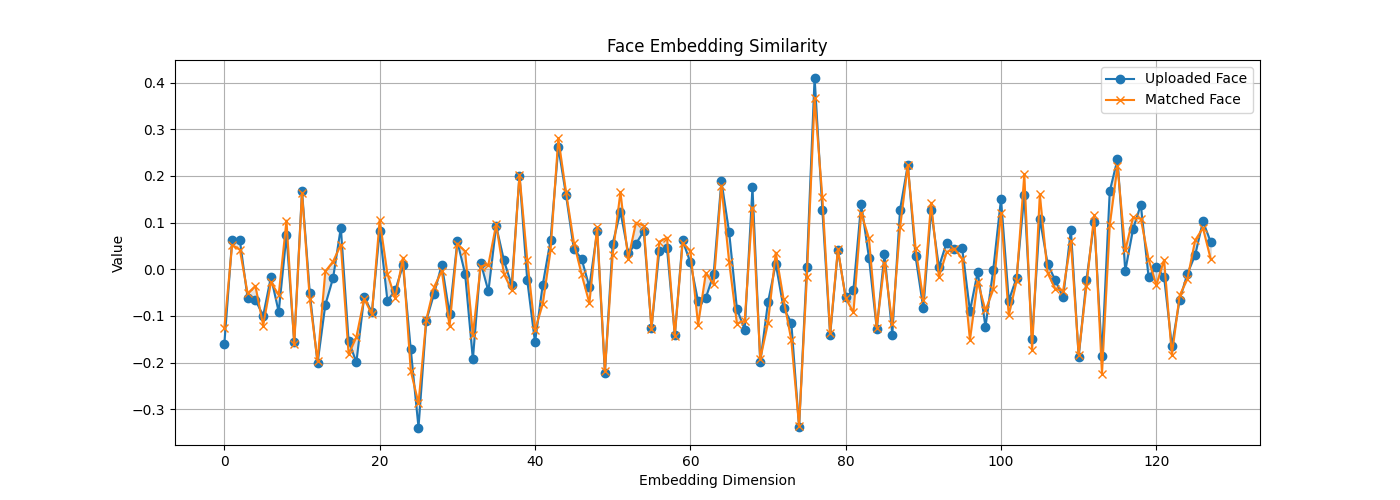 Face Embedding Similarity
Uploaded Face
Matched Face
Value
0.4
0.3
0.2
0.1
0.0
−0.1
−0.2
−0.3
0 20 40 60 80 100 120
Embedding Dimension